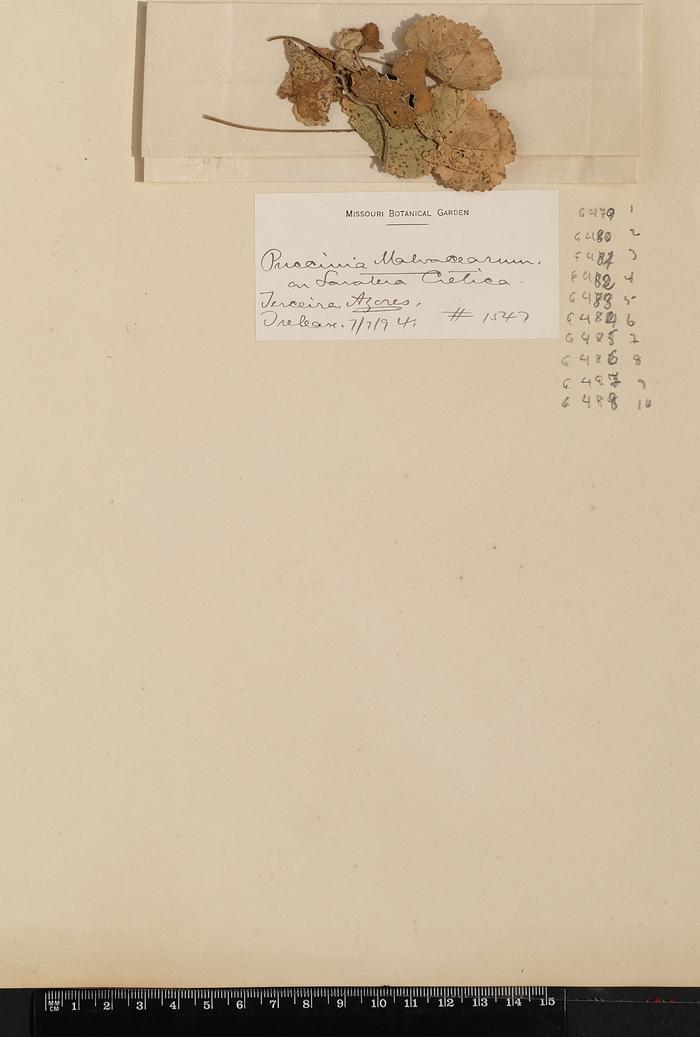 267
MISSOURI BOTANICAL GARDEN
Puccinia Malvacearum.
on Lavatera Cretica.
Terceira, Azores.
Trelease. 7/7/94. # 1547
6479 1
6480 2
6481 3
6482 4
6483 5
6484 6
6485 7
6486 8
6487 9
6488 10
MM
CM
1 2 3 4 5 6 7 8 9 10 11 12 13 14 15